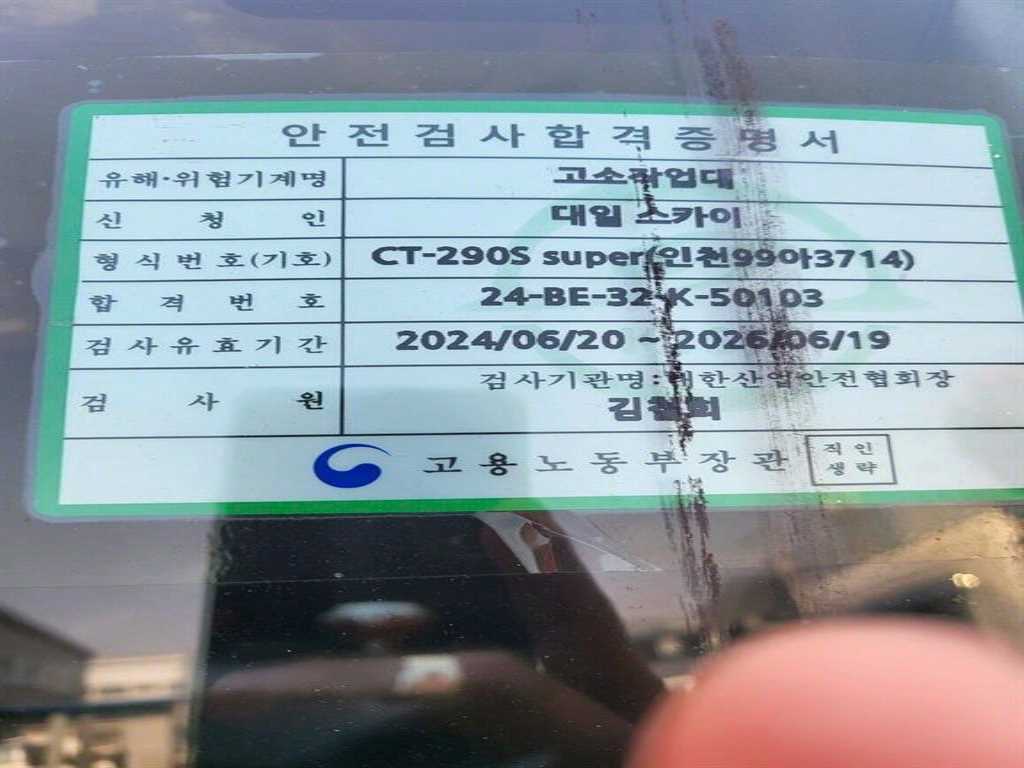 안전검사합격증명서
유해·위험기계명 고소작업대
신청인 대일 스카이
형식번호(기호) CT-290S super(인천99아3714)
합격번호 24-BE-32-K-50103
검사유효기간 2024/06/20 ~ 2026/06/19
검사원 검사기관명:대한산업안전협회장
고용노동부장관 직인
생략